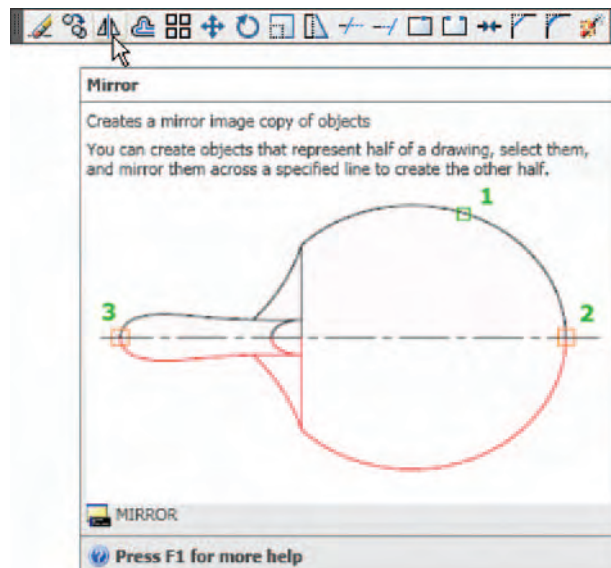 Mirror
Creates a mirror image copy of objects
You can create objects that represent half of a drawing, select them,
and mirror them across a specified line to create the other half.
1
3
2
MIRROR
Press F1 for more help